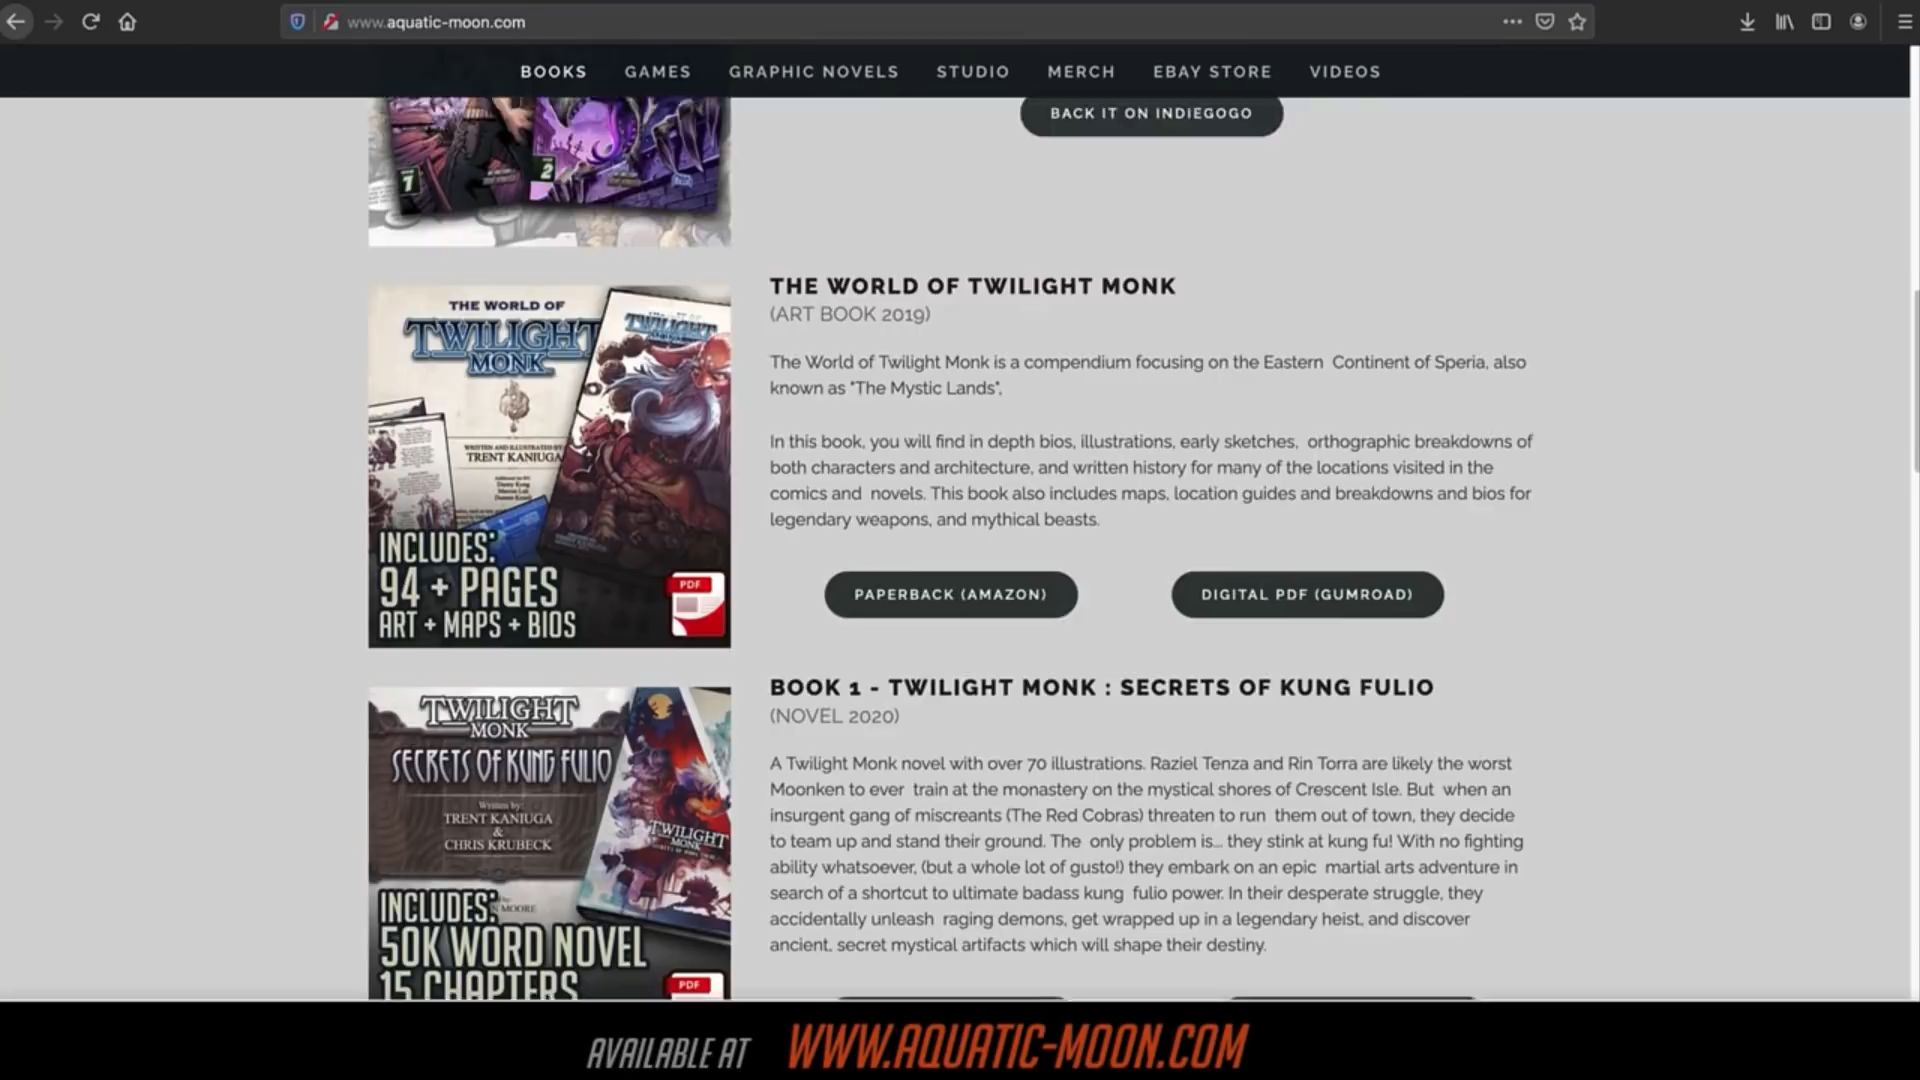 www.aquatic-moon.com
BOOKS GAMES GRAPHIC NOVELS STUDIO MERCH EBAY STORE VIDEOS
BACK IT ON INDIEGOGO
1
2
THE WORLD OF TWILIGHT MONK
(ART BOOK 2019)
The World of Twilight Monk is a compendium focusing on the Eastern Continent of Speria, also
known as "The Mystic Lands",
In this book, you will find in depth bios, illustrations, early sketches, orthographic breakdowns of
both characters and architecture, and written history for many of the locations visited in the
comics and novels. This book also includes maps, location guides and breakdowns and bios for
legendary weapons, and mythical beasts.
PAPERBACK (AMAZON)
DIGITAL PDF (GUMROAD)
THE WORLD OF
TWILIGHT
MONK
WRITTEN AND ILLUSTRATED BY
TRENT KANIUGA
TWILIGHT
INCLUDES:
94 + PAGES
ART + MAPS + BIOS
PDF
BOOK 1 - TWILIGHT MONK : SECRETS OF KUNG FULIO
(NOVEL 2020)
A Twilight Monk novel with over 70 illustrations. Raziel Tenza and Rin Torra are likely the worst
Moonken to ever train at the monastery on the mystical shores of Crescent Isle. But when an
insurgent gang of miscreants (The Red Cobras) threaten to run them out of town, they decide
to team up and stand their ground. The only problem is... they stink at kung fu! With no fighting
ability whatsoever, (but a whole lot of gusto!) they embark on an epic martial arts adventure in
search of a shortcut to ultimate badass kung fulio power. In their desperate struggle, they
accidentally unleash raging demons, get wrapped up in a legendary heist, and discover
ancient, secret mystical artifacts which will shape their destiny.
TWILIGHT
MONK
SECRETS OF KUNG FULIO
Written by:
TRENT KANIUGA
&
CHRIS KRUBECK
MOORE
TWILIGHT
MONK
INCLUDES:
50K WORD NOVEL
15 CHAPTERS
PDF
AVAILABLE AT WWW.AQUATIC-MOON.COM